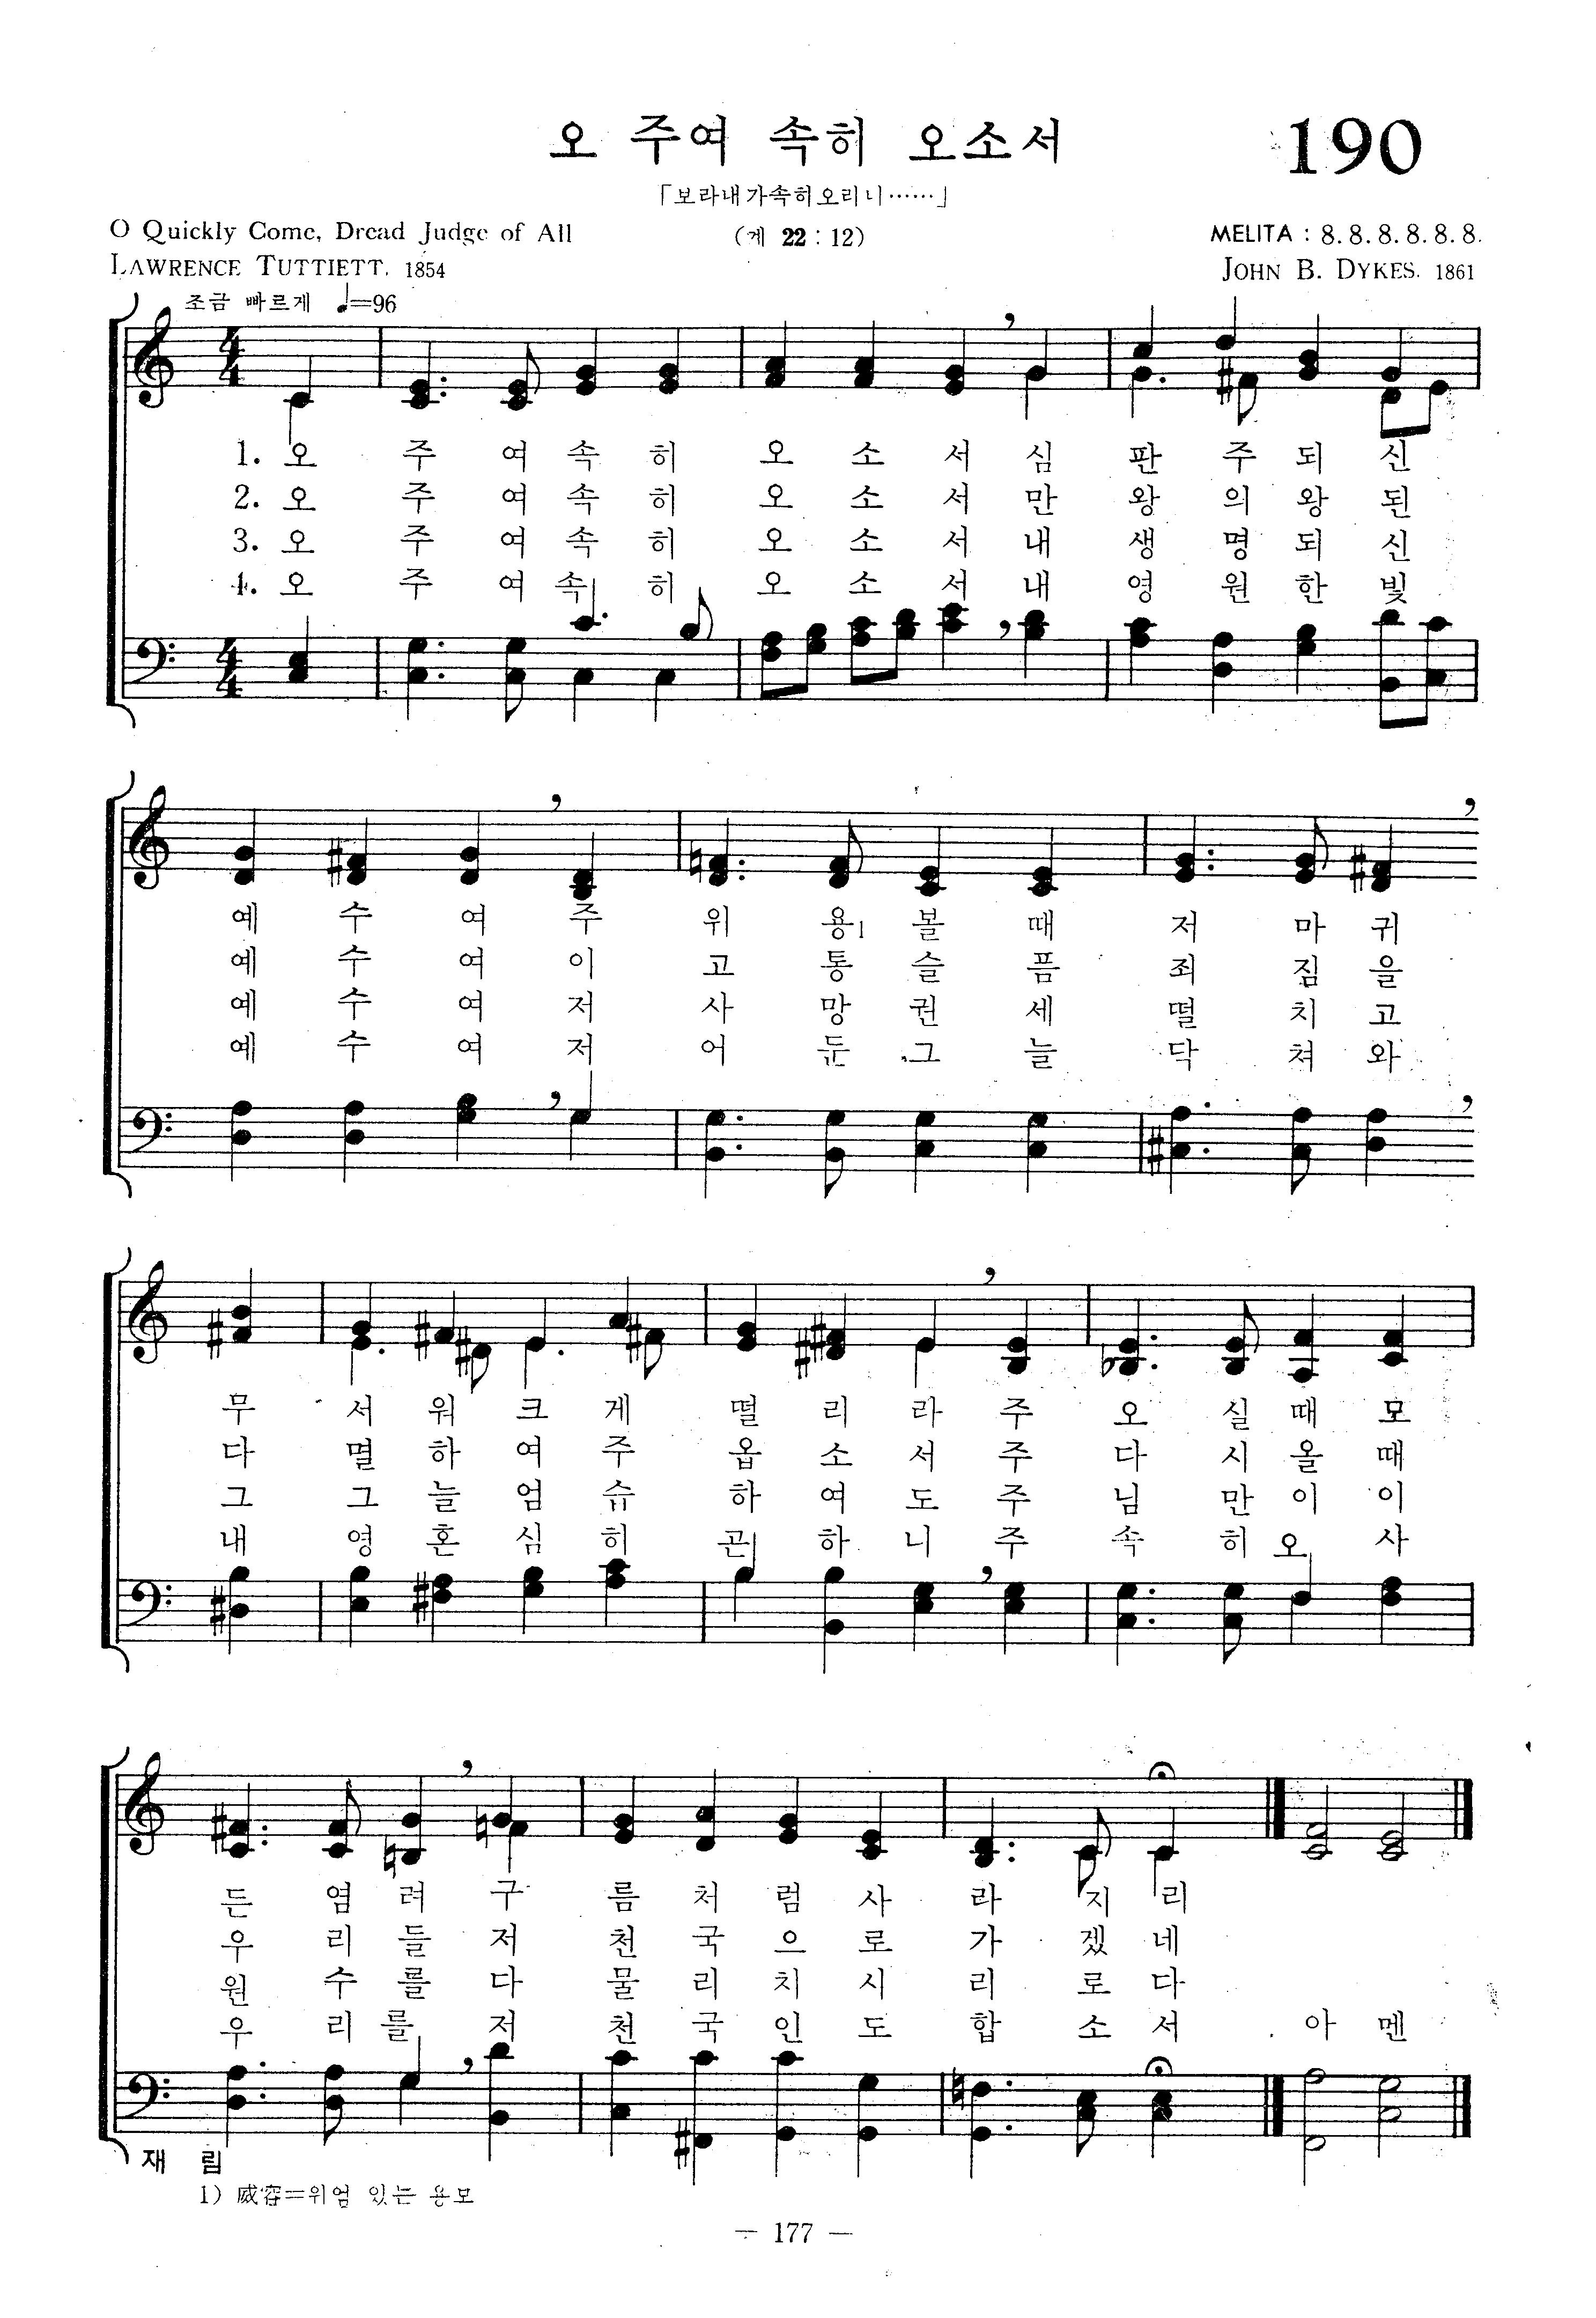 오 주여 속히 오소서
190
「보라내가속히오리니……」
O Quickly Come, Dread Judge of All
(계 22 : 12)
MELITA : 8. 8. 8. 8. 8. 8.
LAWRENCE TUTTIETT, 1854
JOHN B. DYKES, 1861
조금 빠르게 ♩=96
1. 오 주 여 속 히 오 소 서 심 판 주 되 신
2. 오 주 여 속 히 오 소 서 만 왕 의 왕 된
3. 오 주 여 속 히 오 소 서 내 생 명 되 신
4. 오 주 여 속 히 오 소 서 내 영 원 한 빛
예 수 여 주 위 용1 볼 때 저 마 귀
예 수 여 이 고 통 슬 픔 죄 짐 을
예 수 여 저 사 망 권 세 떨 치 고
예 수 여 저 어 둔 그 늘 닥 쳐 와
무 서 워 크 게 떨 리 라 주 오 실 때 모
다 멸 하 여 주 옵 소 서 주 다 시 올 때
그 그 늘 엄 슈 하 여 도 주 님 만 이 이
내 영 혼 심 히 곤 하 니 주 속 히 오 사
든 염 려 구 름 처 럼 사 라 지 리
우 리 들 저 천 국 으 로 가 겠 네
원 수 를 다 물 리 치 시 리 로 다
우 리 를 저 천 국 인 도 합 소 서 아 멘
재 림
1) 威容=위엄 있는 용모
— 177 —